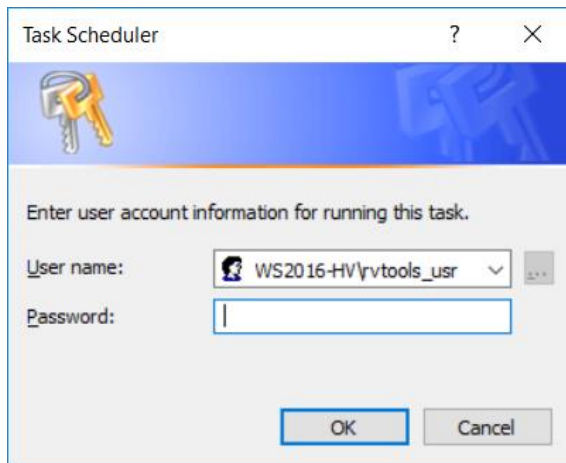 Task Scheduler
Enter user account information for running this task.
User name: WS2016-HV\rvtools_usr ...
Password:
OK Cancel